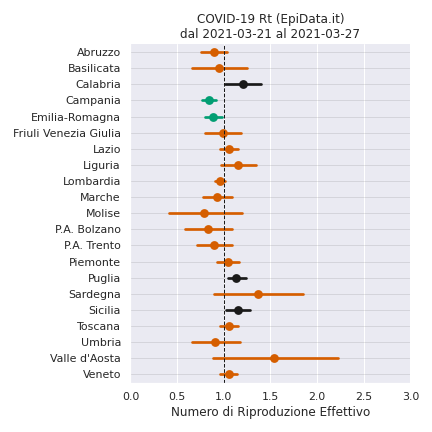 COVID-19 Rt (EpiData.it)
dal 2021-03-21 al 2021-03-27
Abruzzo
Basilicata
Calabria
Campania
Emilia-Romagna
Friuli Venezia Giulia
Lazio
Liguria
Lombardia
Marche
Molise
P.A. Bolzano
P.A. Trento
Piemonte
Puglia
Sardegna
Sicilia
Toscana
Umbria
Valle d'Aosta
Veneto
0.0 0.5 1.0 1.5 2.0 2.5 3.0
Numero di Riproduzione Effettivo